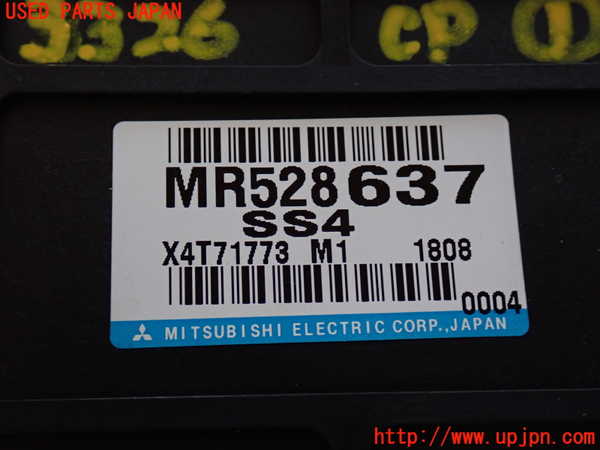 USED PARTS JAPAN
3326 CP ①
MR528637
SS4
X4T71773 M1 1808
0004
MITSUBISHI ELECTRIC CORP.,JAPAN
http://www.upjpn.com/